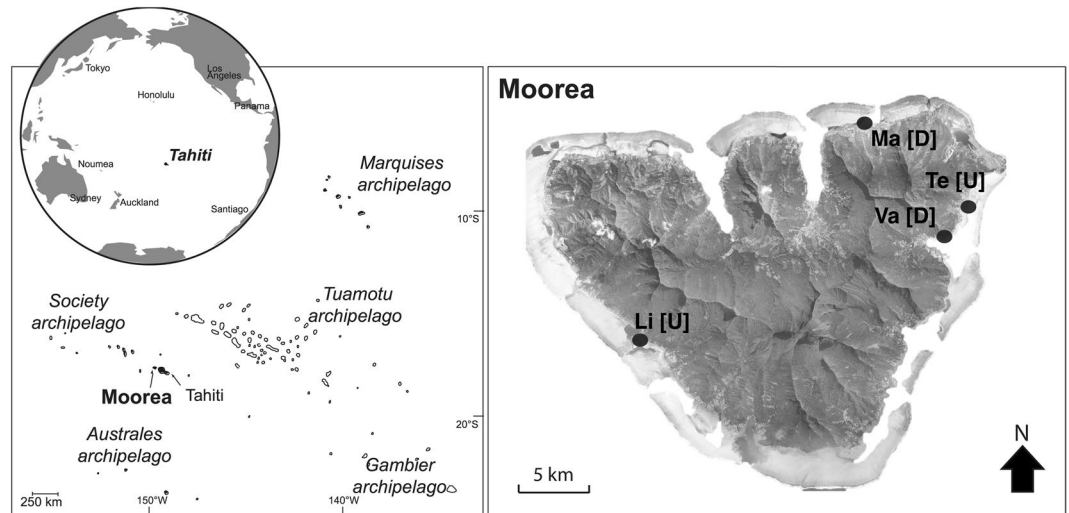 Tokyo
Los
Angeles
Honolulu
Panama
Tahiti
Noumea
Sydney
Auckland
Santiago
Marquises
archipelago
10°S
Society
archipelago
Tuamotu
archipelago
Moorea
Tahiti
20°S
Australes
archipelago
Gambier
archipelago
250 km
150°W
140°W
Moorea
Ma [D]
Te [U]
Va [D]
Li [U]
5 km
N